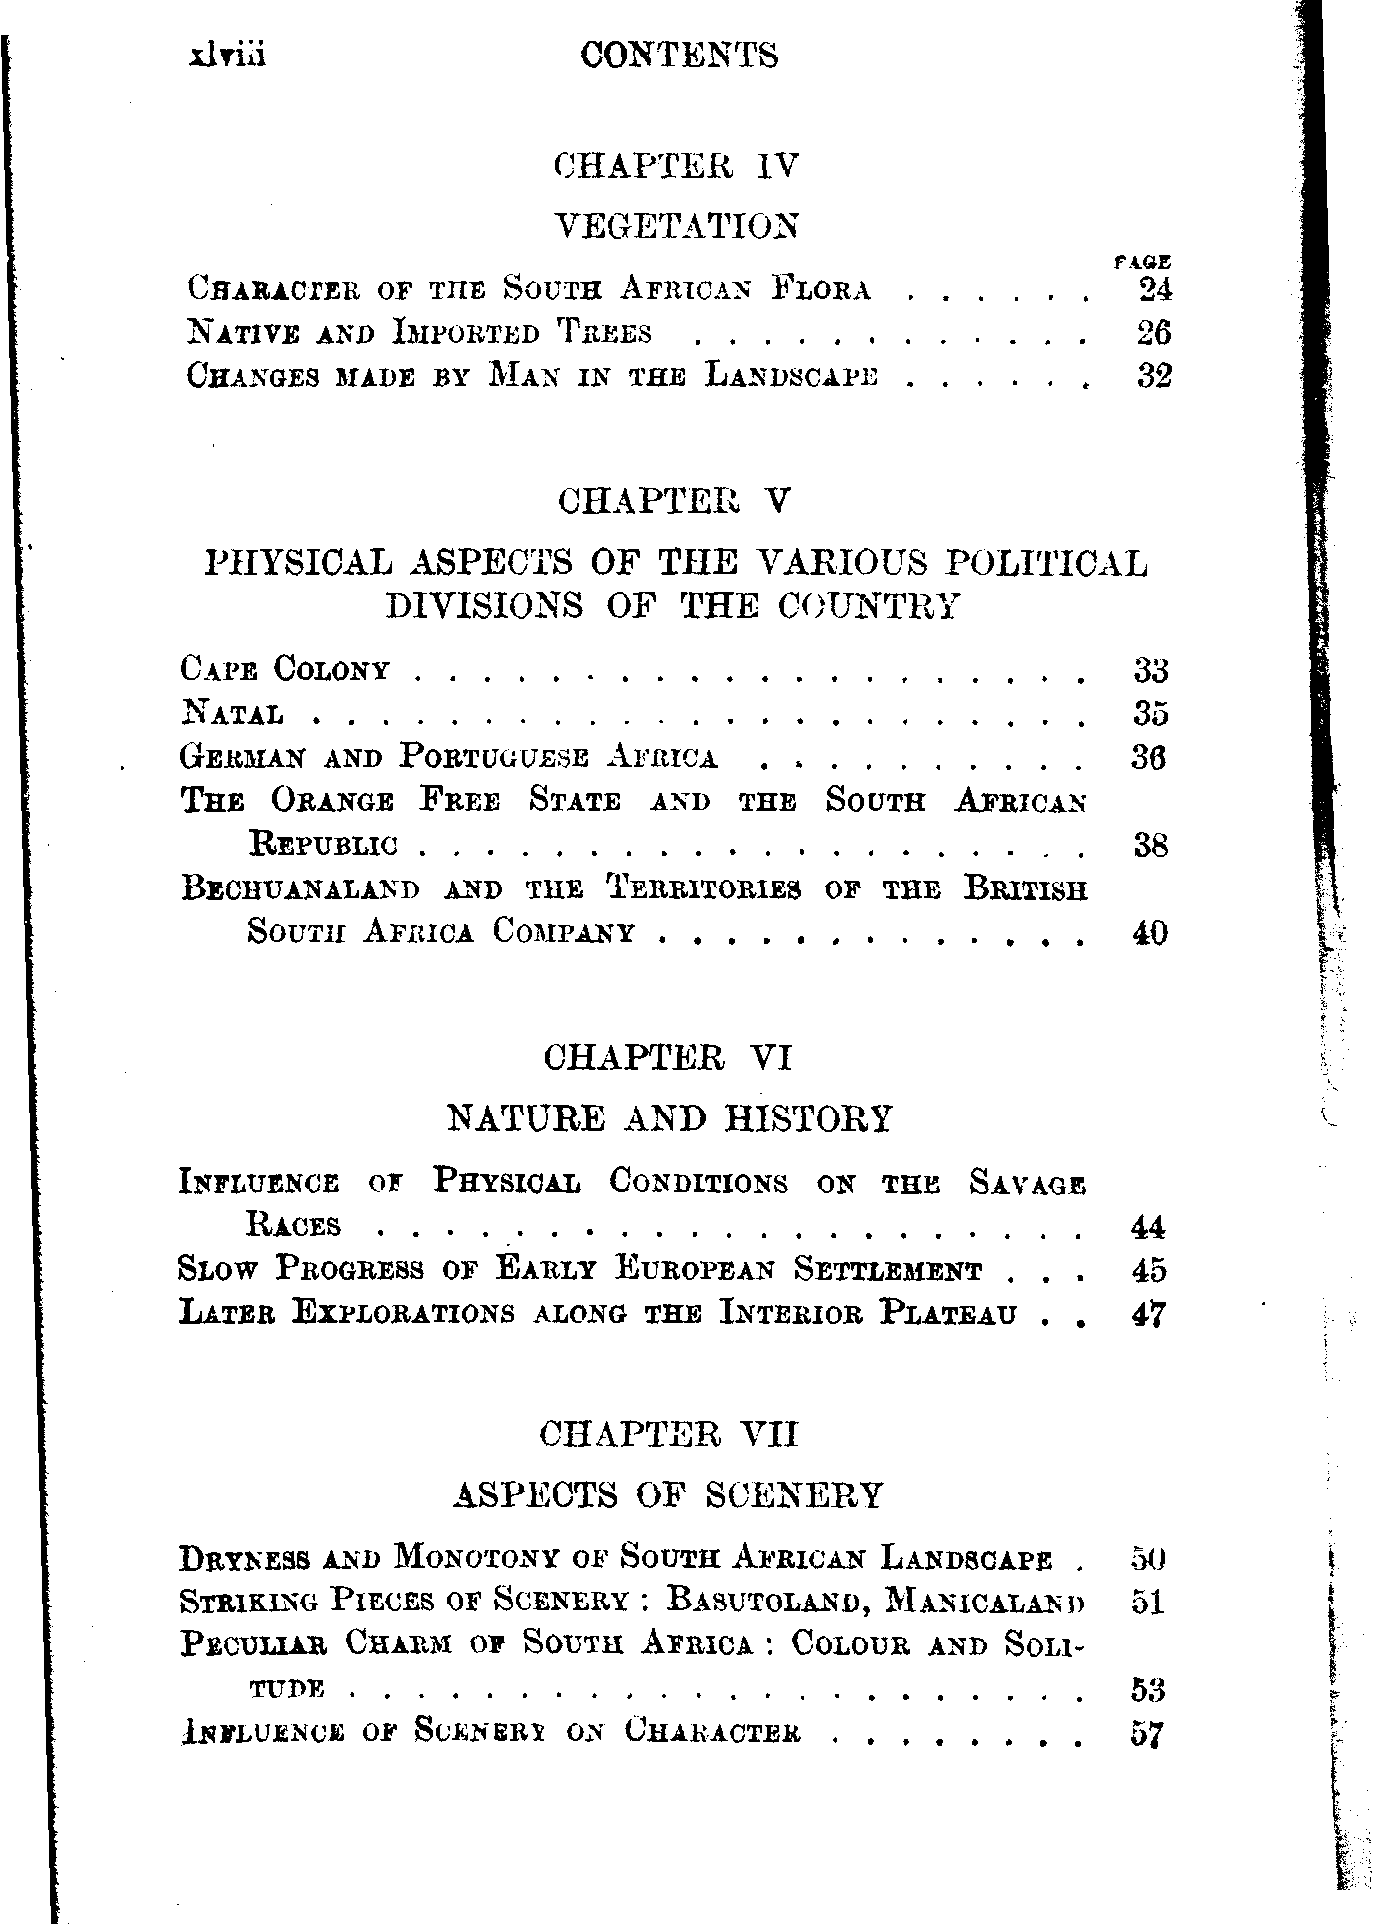 xlviii CONTENTS
CHAPTER IV
VEGETATION
PAGE
Character of the South African Flora . . . . . . 24
Native and Imported Trees . . . . . . . . . . . . 26
Changes made by Man in the Landscape . . . . . . 32
CHAPTER V
PHYSICAL ASPECTS OF THE VARIOUS POLITICAL
DIVISIONS OF THE COUNTRY
Cape Colony . . . . . . . . . . . . . . . . . . . . 33
Natal . . . . . . . . . . . . . . . . . . . . . . . 35
German and Portuguese Africa . . . . . . . . . . 36
The Orange Free State and the South African
Republic . . . . . . . . . . . . . . . . . . . . 38
Bechuanaland and the Territories of the British
South Africa Company . . . . . . . . . . . . . 40
CHAPTER VI
NATURE AND HISTORY
Influence of Physical Conditions on the Savage
Races . . . . . . . . . . . . . . . . . . . . . 44
Slow Progress of Early European Settlement . . . 45
Later Explorations along the Interior Plateau . . 47
CHAPTER VII
ASPECTS OF SCENERY
Dryness and Monotony of South African Landscape . 50
Striking Pieces of Scenery : Basutoland, Manicaland 51
Peculiar Charm of South Africa : Colour and Soli-
tude . . . . . . . . . . . . . . . . . . . . . . 53
Influence of Scenery on Character . . . . . . . . 57